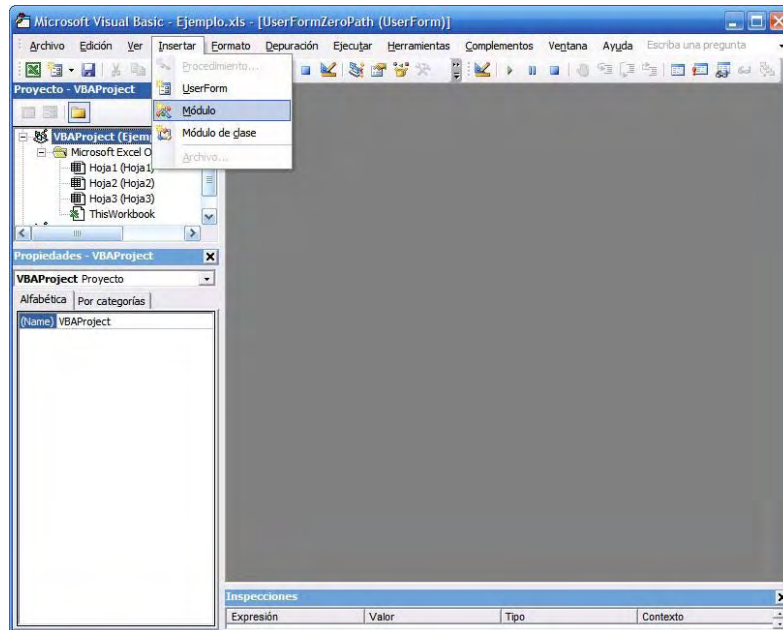 Microsoft Visual Basic - Ejemplo.xls - [UserFormZeroPath (UserForm)]
Archivo Edición Ver Insertar Formato Depuración Ejecutar Herramientas Complementos Ventana Ayuda Escriba una pregunta
Procedimiento...
UserForm
Módulo
Módulo de clase
Archivo...
Proyecto - VBAProject
VBAProject (Ejem
Microsoft Excel O
Hoja1 (Hoja1)
Hoja2 (Hoja2)
Hoja3 (Hoja3)
ThisWorkbook
Propiedades - VBAProject
VBAProject Proyecto
Alfabética Por categorías
(Name) VBAProject
Inspecciones
Expresión Valor Tipo Contexto